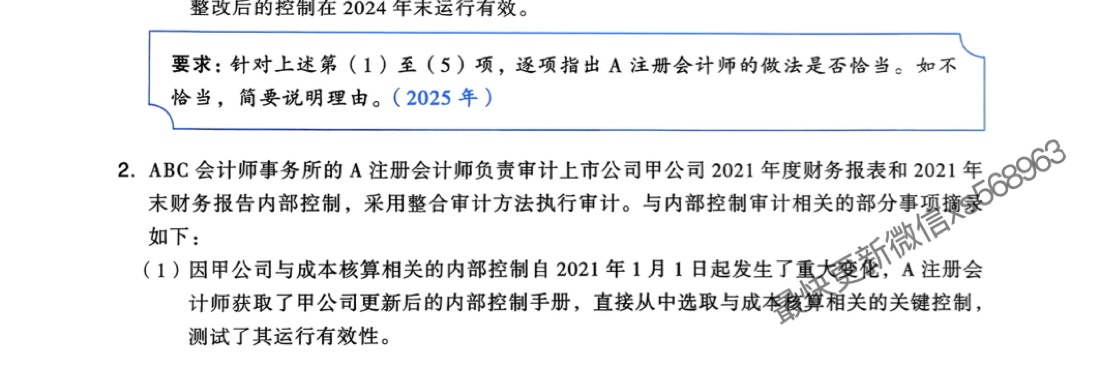 整改后的控制在 2024 年末运行有效。
要求：针对上述第（1）至（5）项，逐项指出 A 注册会计师的做法是否恰当。如不
恰当，简要说明理由。（2025 年）
2. ABC 会计师事务所的 A 注册会计师负责审计上市公司甲公司 2021 年度财务报表和 2021 年
末财务报告内部控制，采用整合审计方法执行审计。与内部控制审计相关的部分事项摘录
如下：
（1）因甲公司与成本核算相关的内部控制自 2021 年 1 月 1 日起发生了重大变化，A 注册会
计师获取了甲公司更新后的内部控制手册，直接从中选取与成本核算相关的关键控制，
测试了其运行有效性。
最快更新微信xs568963